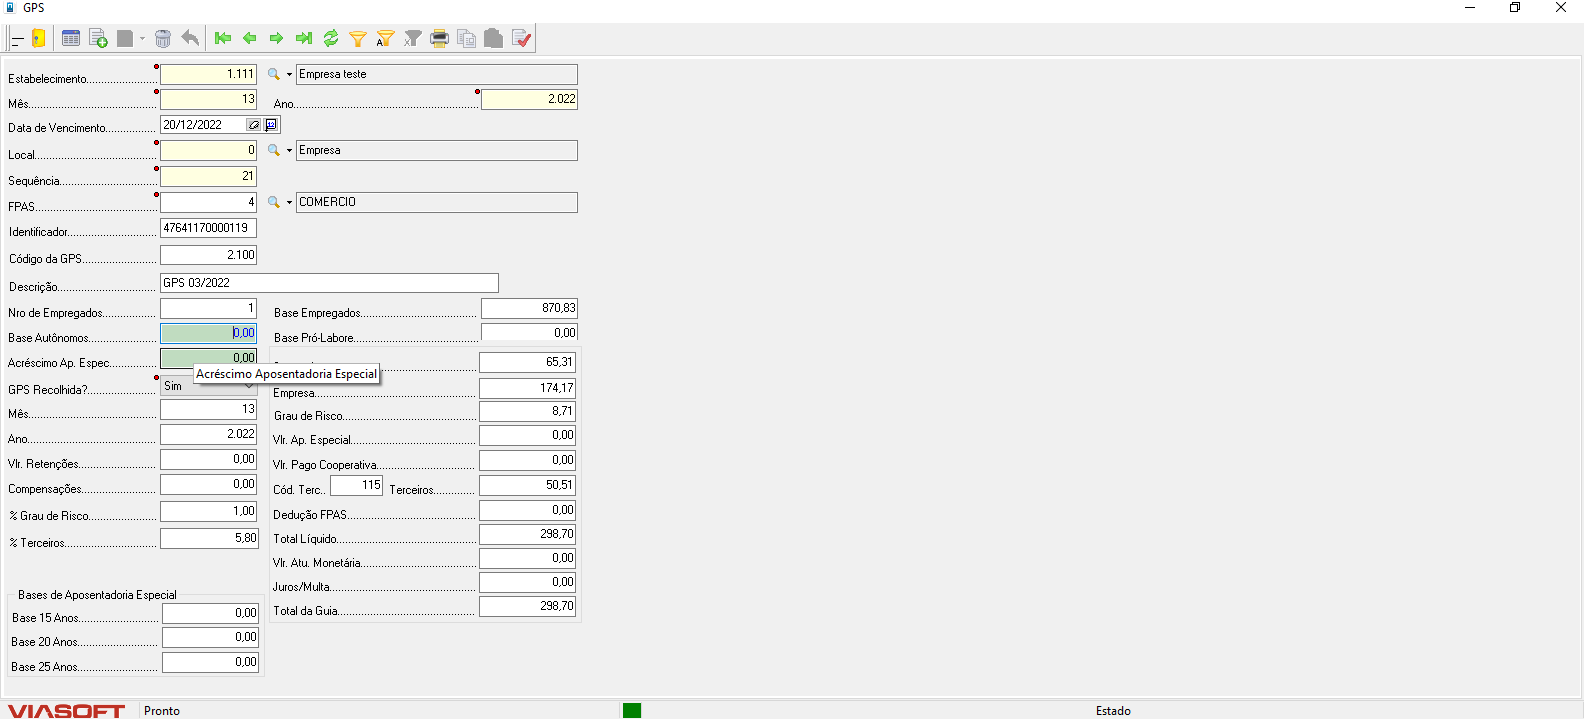 GPS
Estabelecimento 1.111 Empresa teste
Mês 13 Ano 2.022
Data de Vencimento 20/12/2022
Local 0 Empresa
Sequência 21
FPAS 4 COMERCIO
Identificador 47641170000119
Código da GPS 2.100
Descrição GPS 03/2022
Nro de Empregados 1 Base Empregados 870,83
Base Autônomos 0,00 Base Pró-Labore 0,00
Acréscimo Ap. Espec 0,00 65,31
Acréscimo Aposentadoria Especial
GPS Recolhida? Sim Empresa 174,17
Mês 13 Grau de Risco 8,71
Ano 2.022 Vlr. Ap. Especial 0,00
Vlr. Retenções 0,00 Vlr. Pago Cooperativa 0,00
Compensações 0,00 Cód. Terc.. 115 Terceiros 50,51
% Grau de Risco 1,00 Dedução FPAS 0,00
% Terceiros 5,80 Total Líquido 298,70
Vlr. Atu. Monetária 0,00
Juros/Multa 0,00
Total da Guia 298,70
Bases de Aposentadoria Especial
Base 15 Anos 0,00
Base 20 Anos 0,00
Base 25 Anos 0,00
VIASOFT Pronto Estado